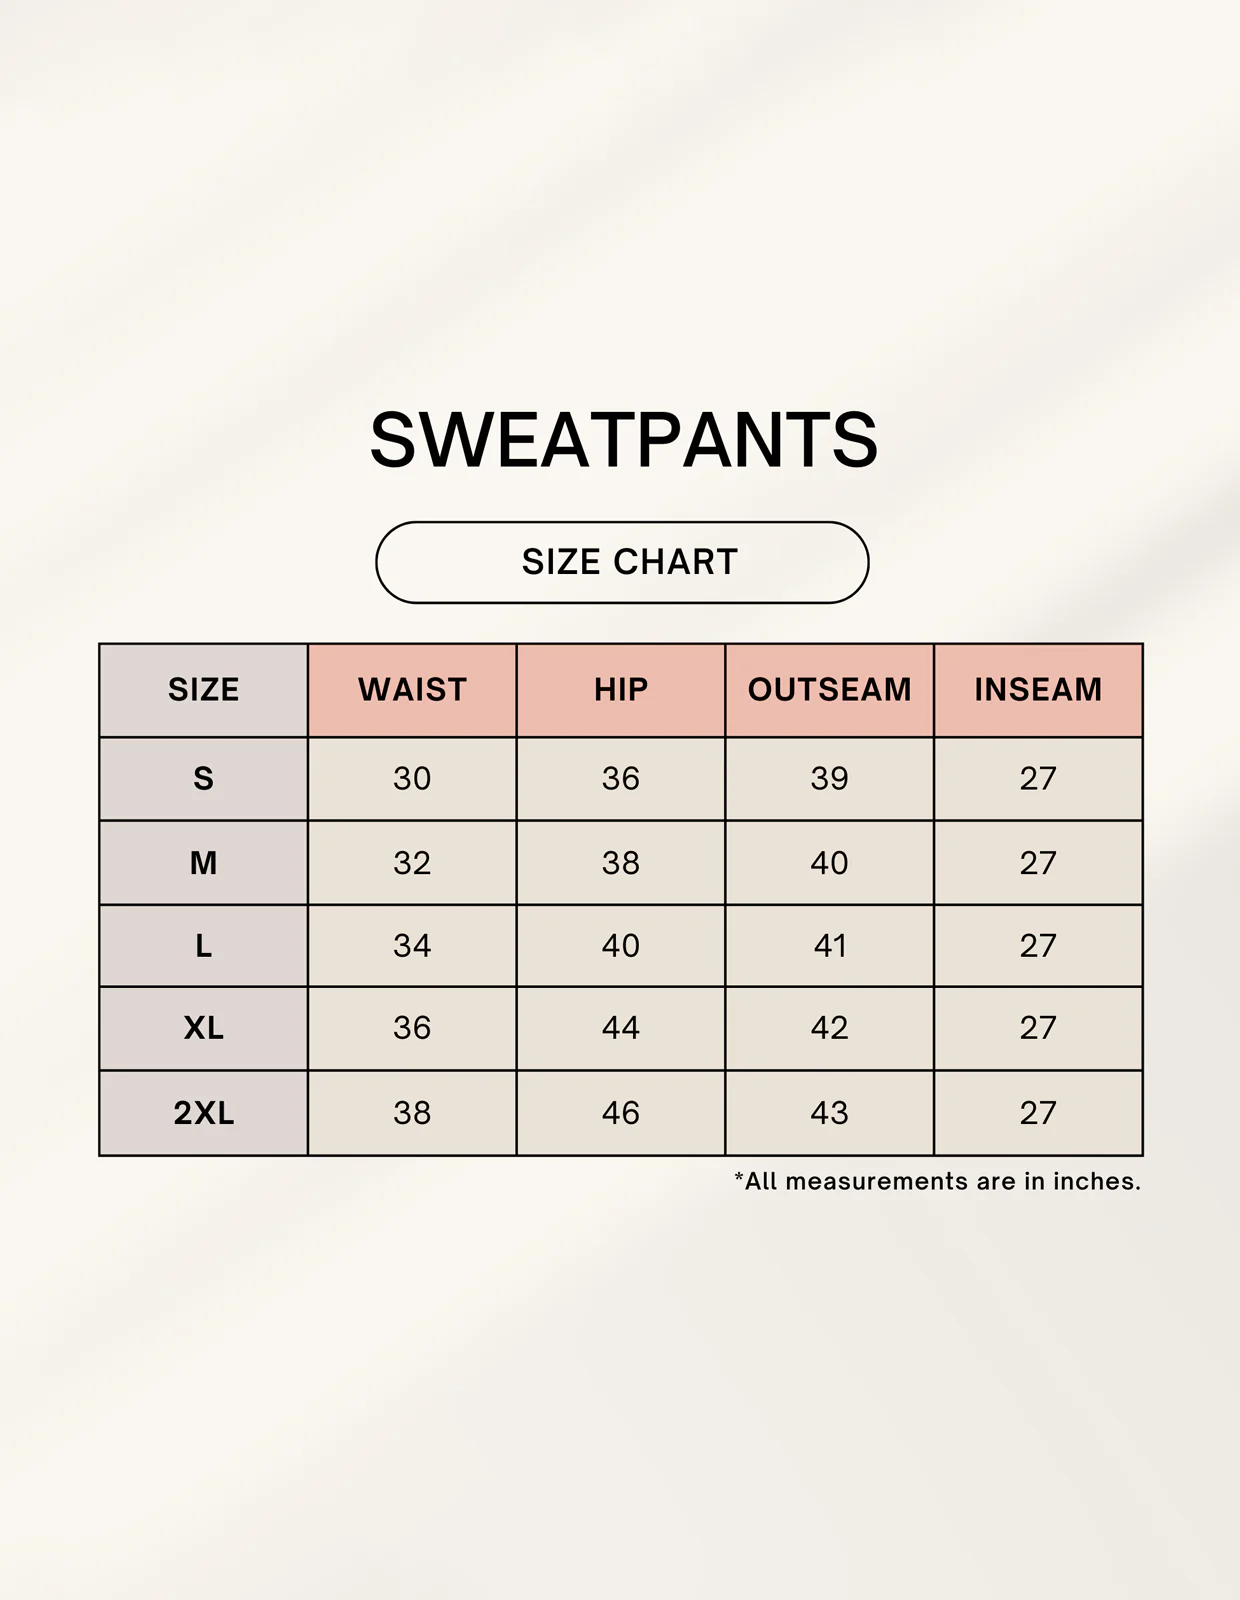 SWEATPANTS
SIZE CHART
SIZE WAIST HIP OUTSEAM INSEAM
S 30 36 39 27
M 32 38 40 27
L 34 40 41 27
XL 36 44 42 27
2XL 38 46 43 27
*All measurements are in inches.